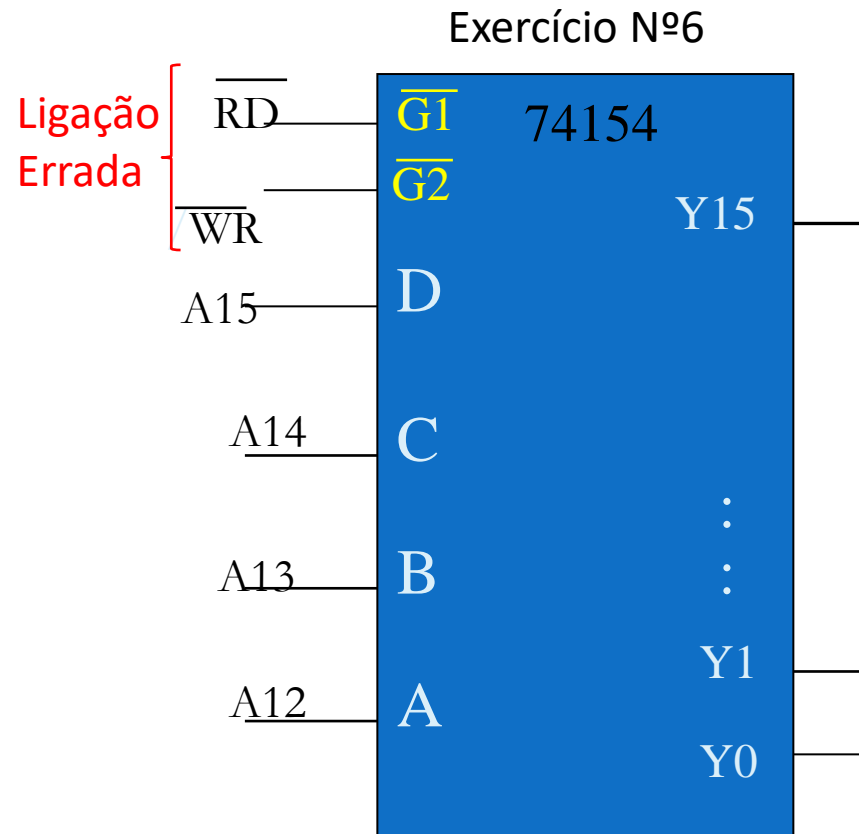 Exercício Nº6
Ligação
Errada
RD
G1
74154
G2
/WR
Y15
A15
D
A14
C
A13
B
Y1
A12
A
Y0